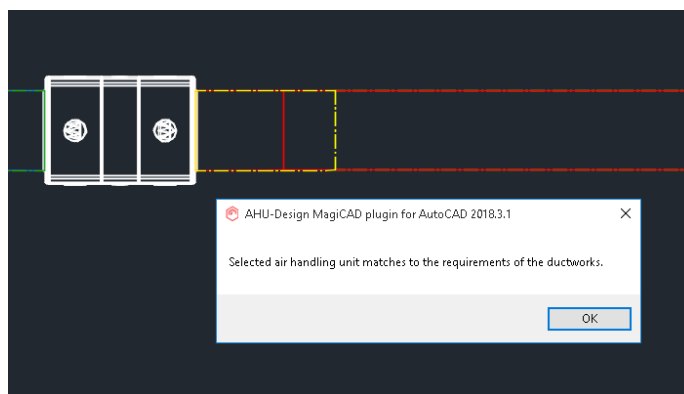 AHU-Design MagiCAD plugin for AutoCAD 2018.3.1
Selected air handling unit matches to the requirements of the ductworks.
OK